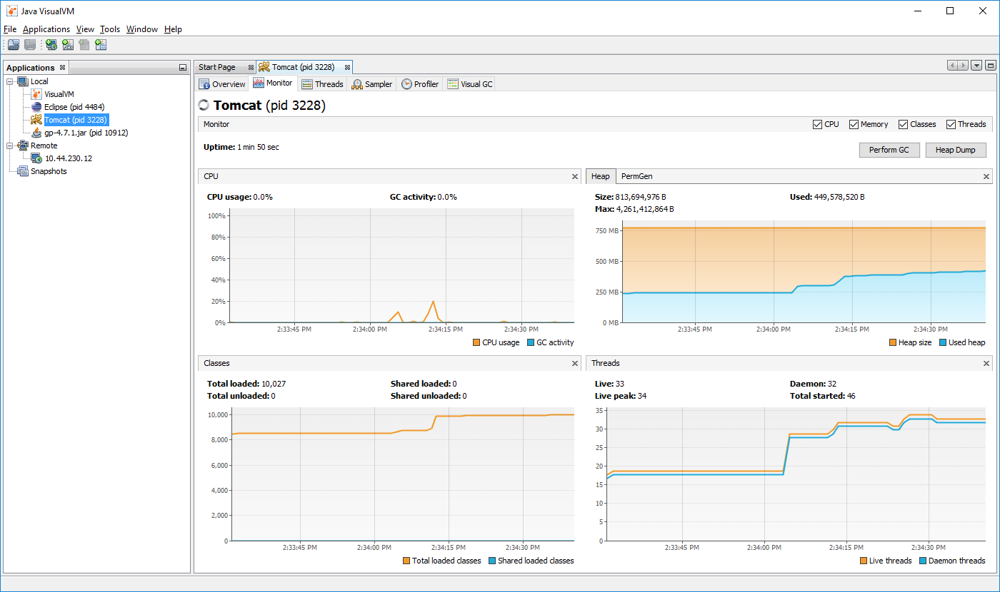 Java VisualVM
File Applications View Tools Window Help
Applications
Local
VisualVM
Eclipse (pid 4484)
Tomcat (pid 3228)
gp-4.7.1.jar (pid 10912)
Remote
10.44.230.12
Snapshots
Start Page Tomcat (pid 3228)
Overview Monitor Threads Sampler Profiler Visual GC
Tomcat (pid 3228)
Monitor CPU Memory Classes Threads
Uptime: 1 min 50 sec
Perform GC Heap Dump
CPU
CPU usage: 0.0% GC activity: 0.0%
100%
80%
60%
40%
20%
0%
2:33:45 PM 2:34:00 PM 2:34:15 PM 2:34:30 PM
CPU usage GC activity
Heap PermGen
Size: 813,694,976 B Used: 449,578,520 B
Max: 4,261,412,864 B
750 MB
500 MB
250 MB
0 MB
2:33:45 PM 2:34:00 PM 2:34:15 PM 2:34:30 PM
Heap size Used heap
Classes
Total loaded: 10,027 Shared loaded: 0
Total unloaded: 0 Shared unloaded: 0
10,000
8,000
6,000
4,000
2,000
0
2:33:45 PM 2:34:00 PM 2:34:15 PM 2:34:30 PM
Total loaded classes Shared loaded classes
Threads
Live: 33 Daemon: 32
Live peak: 34 Total started: 46
35
30
25
20
15
10
5
0
2:33:45 PM 2:34:00 PM 2:34:15 PM 2:34:30 PM
Live threads Daemon threads